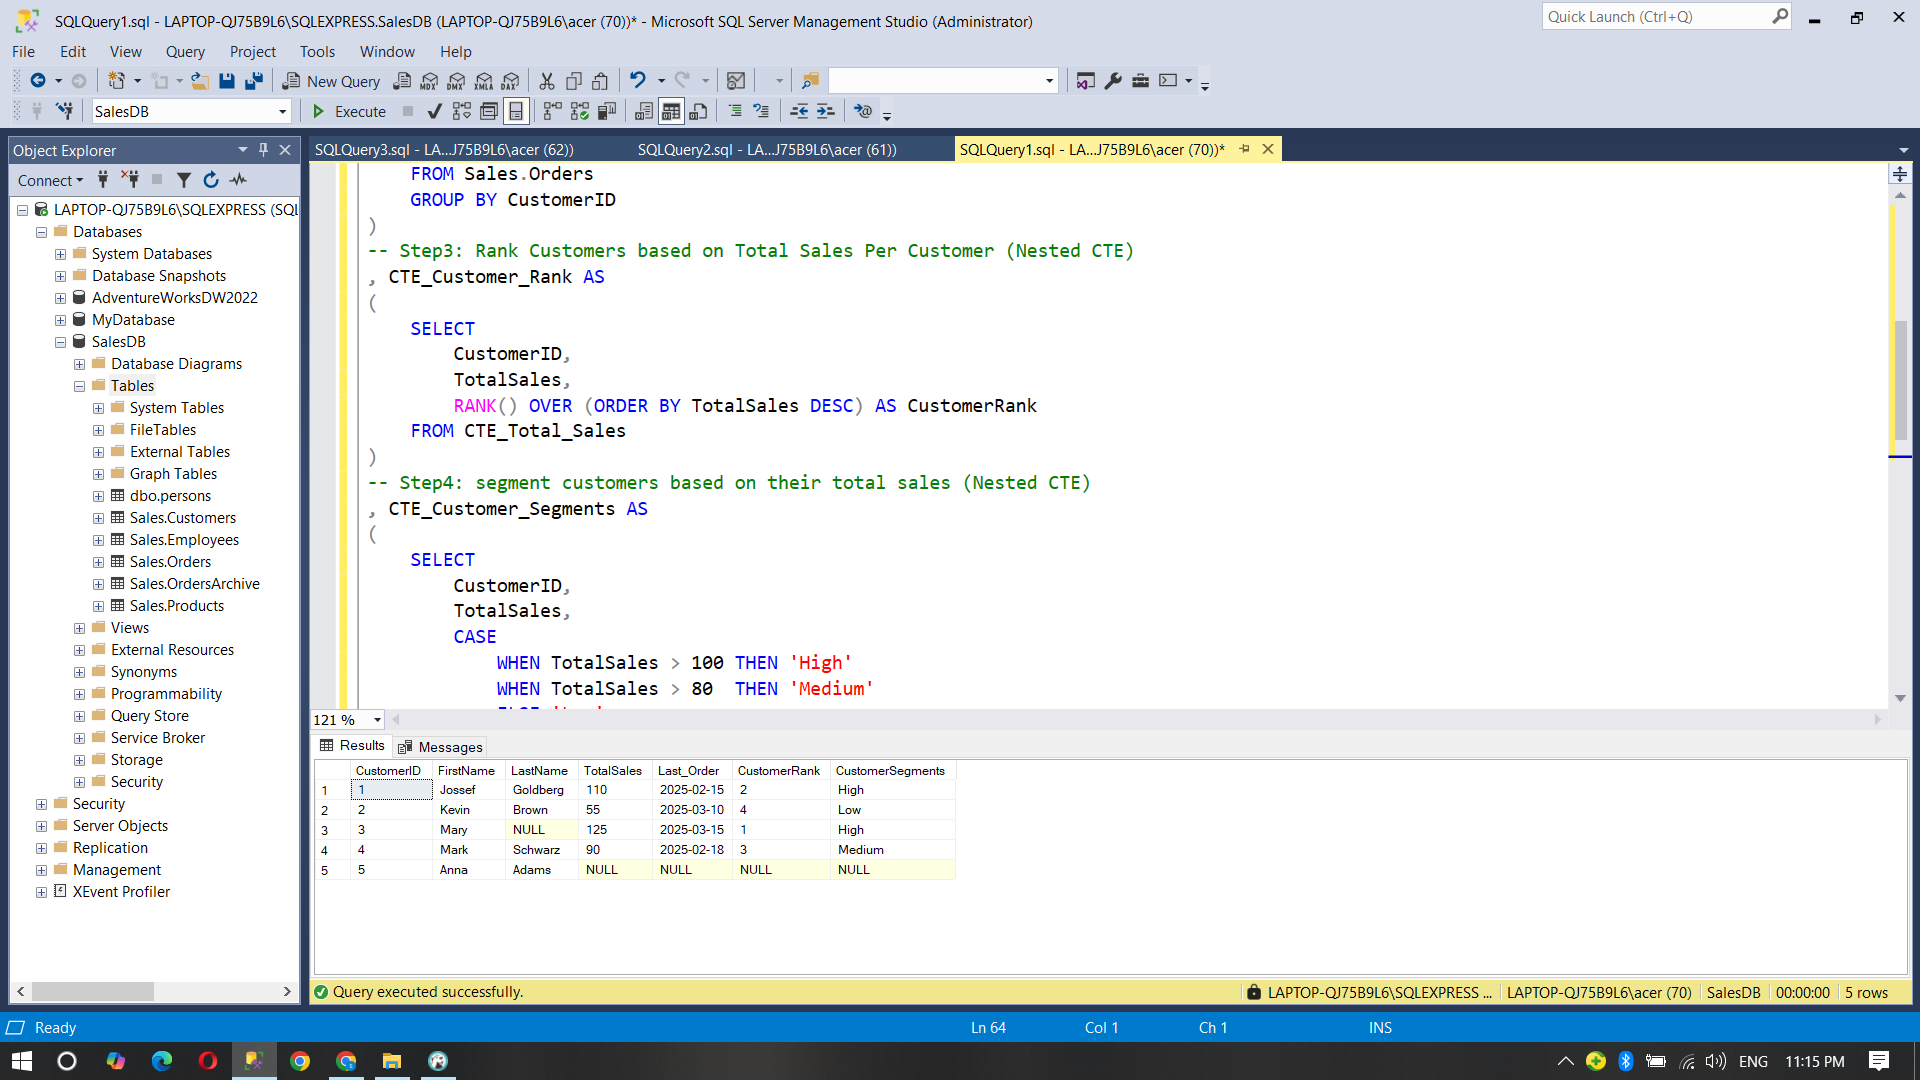 SQLQuery1.sql - LAPTOP-QJ75B9L6\SQLEXPRESS.SalesDB (LAPTOP-QJ75B9L6\acer (70))* - Microsoft SQL Server Management Studio (Administrator)
Quick Launch (Ctrl+Q)
File Edit View Query Project Tools Window Help
New Query MDX DMX XMLA DAX
SalesDB Execute
Object Explorer
Connect
LAPTOP-QJ75B9L6\SQLEXPRESS (SQL
Databases
System Databases
Database Snapshots
AdventureWorksDW2022
MyDatabase
SalesDB
Database Diagrams
Tables
System Tables
FileTables
External Tables
Graph Tables
dbo.persons
Sales.Customers
Sales.Employees
Sales.Orders
Sales.OrdersArchive
Sales.Products
Views
External Resources
Synonyms
Programmability
Query Store
Service Broker
Storage
Security
Security
Server Objects
Replication
Management
XEvent Profiler
SQLQuery3.sql - LA...J75B9L6\acer (62)) SQLQuery2.sql - LA...J75B9L6\acer (61)) SQLQuery1.sql - LA...J75B9L6\acer (70))*
FROM Sales.Orders
GROUP BY CustomerID
)
-- Step3: Rank Customers based on Total Sales Per Customer (Nested CTE)
, CTE_Customer_Rank AS
(
SELECT
CustomerID,
TotalSales,
RANK() OVER (ORDER BY TotalSales DESC) AS CustomerRank
FROM CTE_Total_Sales
)
-- Step4: segment customers based on their total sales (Nested CTE)
, CTE_Customer_Segments AS
(
SELECT
CustomerID,
TotalSales,
CASE
WHEN TotalSales > 100 THEN 'High'
WHEN TotalSales > 80 THEN 'Medium'
121 %
Results Messages
CustomerID FirstName LastName TotalSales Last_Order CustomerRank CustomerSegments
1 1 Jossef Goldberg 110 2025-02-15 2 High
2 2 Kevin Brown 55 2025-03-10 4 Low
3 3 Mary NULL 125 2025-03-15 1 High
4 4 Mark Schwarz 90 2025-02-18 3 Medium
5 5 Anna Adams NULL NULL NULL NULL
Query executed successfully. LAPTOP-QJ75B9L6\SQLEXPRESS ... LAPTOP-QJ75B9L6\acer (70) SalesDB 00:00:00 5 rows
Ready Ln 64 Col 1 Ch 1 INS
ENG 11:15 PM